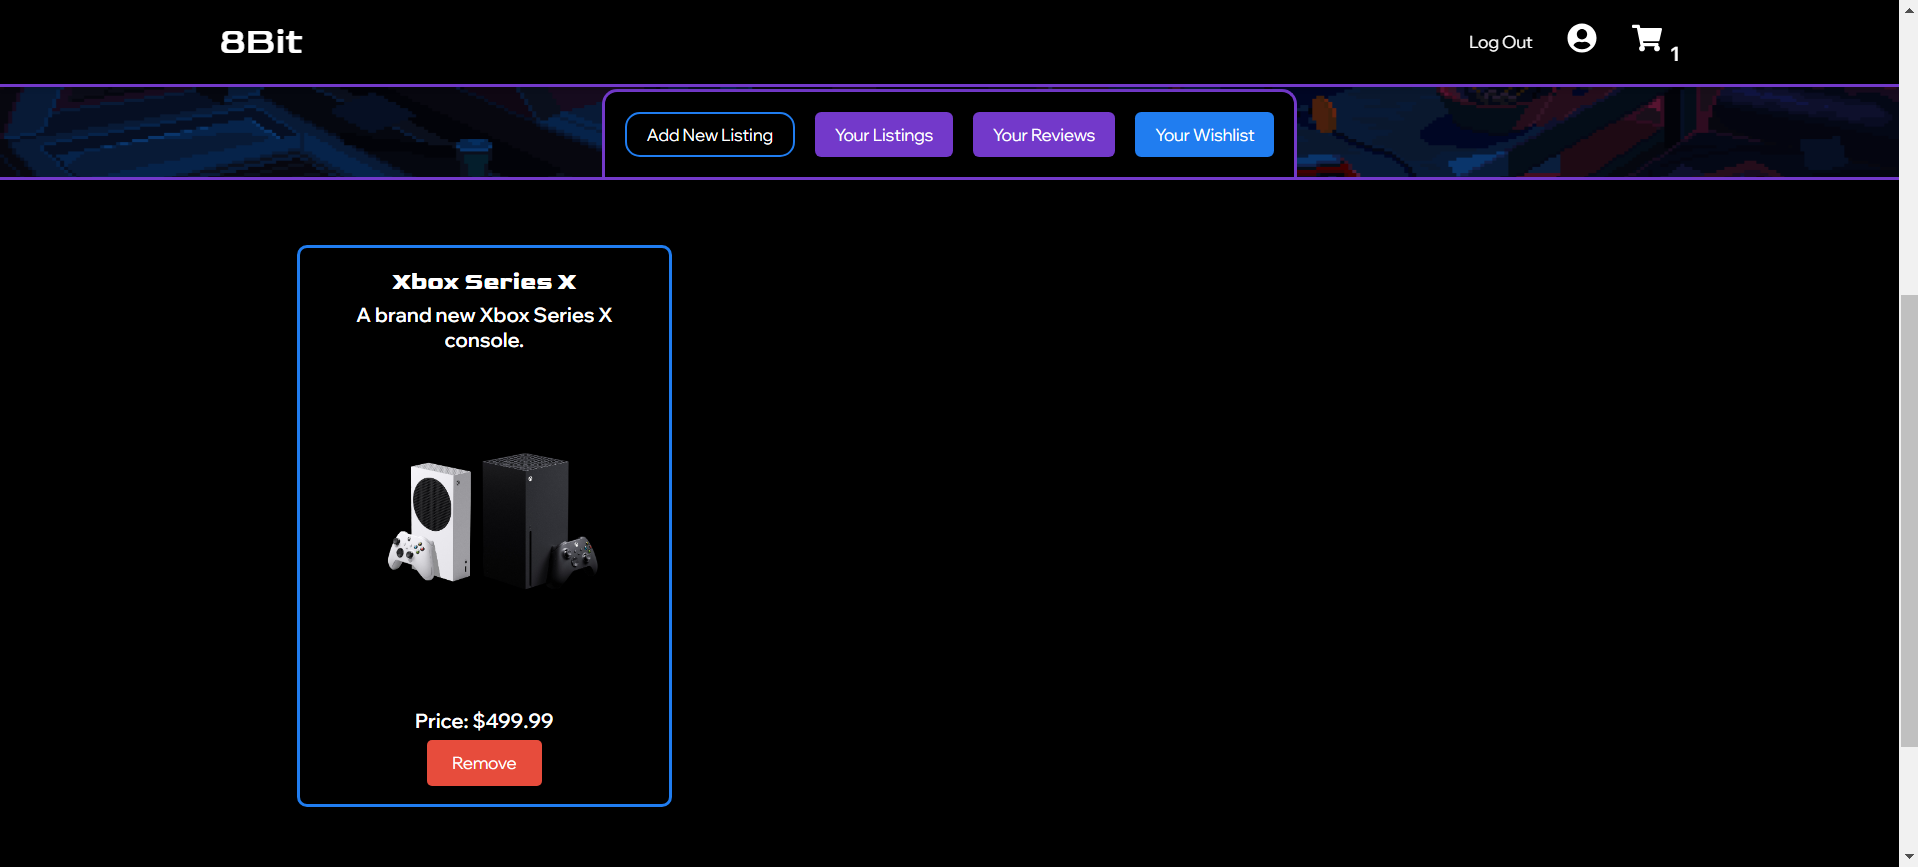 8Bit
Log Out
1
Add New Listing
Your Listings
Your Reviews
Your Wishlist
Xbox Series X
A brand new Xbox Series X
console.
Price: $499.99
Remove